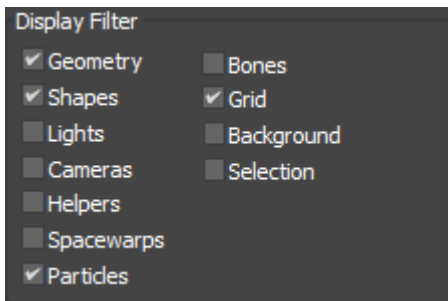 Display Filter
Geometry
Shapes
Lights
Cameras
Helpers
Spacewarps
Particles
Bones
Grid
Background
Selection